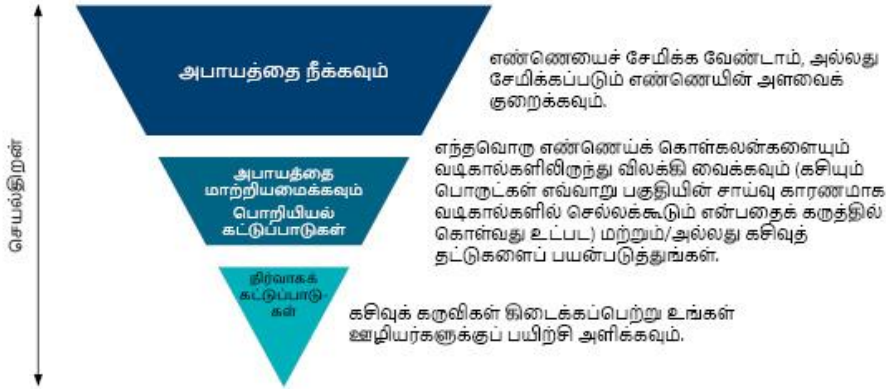 செயல்திறன்
அபாயத்தை நீக்கவும்
எண்ணெயைச் சேமிக்க வேண்டாம், அல்லது
சேமிக்கப்படும் எண்ணெயின் அளவைக்
குறைக்கவும்.
அபாயத்தை
மாற்றியமைக்கவும்
பொறியியல்
கட்டுப்பாடுகள்
எந்தவொரு எண்ணெய்க் கொள்கலன்களையும்
வடிகால்களிலிருந்து விலக்கி வைக்கவும் (கசியும்
பொருட்கள் எவ்வாறு பகுதியின் சாய்வு காரணமாக
வடிகால்களில் செல்லக்கூடும் என்பதைக் கருத்தில்
கொள்வது உட்பட) மற்றும்/அல்லது கசிவுத்
தட்டுகளைப் பயன்படுத்துங்கள்.
நிர்வாகக்
கட்டுப்பாடு-
கள்
கசிவுக் கருவிகள் கிடைக்கப்பெற்று உங்கள்
ஊழியர்களுக்குப் பயிற்சி அளிக்கவும்.